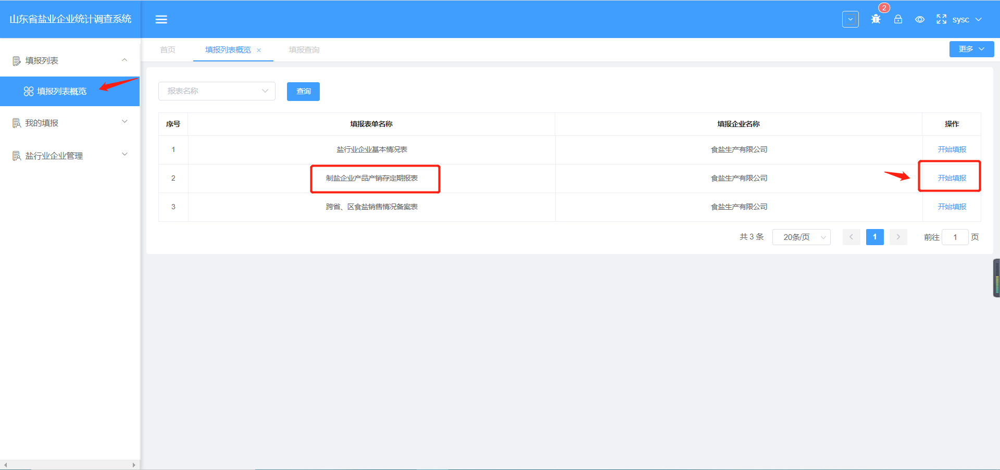 山东省盐业企业统计调查系统
2
sysc
填报列表
填报列表概览
我的填报
盐行业企业管理
首页 填报列表概览 × 填报查询 更多
报表名称 查询
序号 填报表单名称 填报企业名称 操作
1 盐行业企业基本情况表 食盐生产有限公司 开始填报
2 制盐企业产品产销存定期报表 食盐生产有限公司 开始填报
3 跨省、区食盐销售情况备案表 食盐生产有限公司 开始填报
共 3 条 20条/页 1 前往 1 页